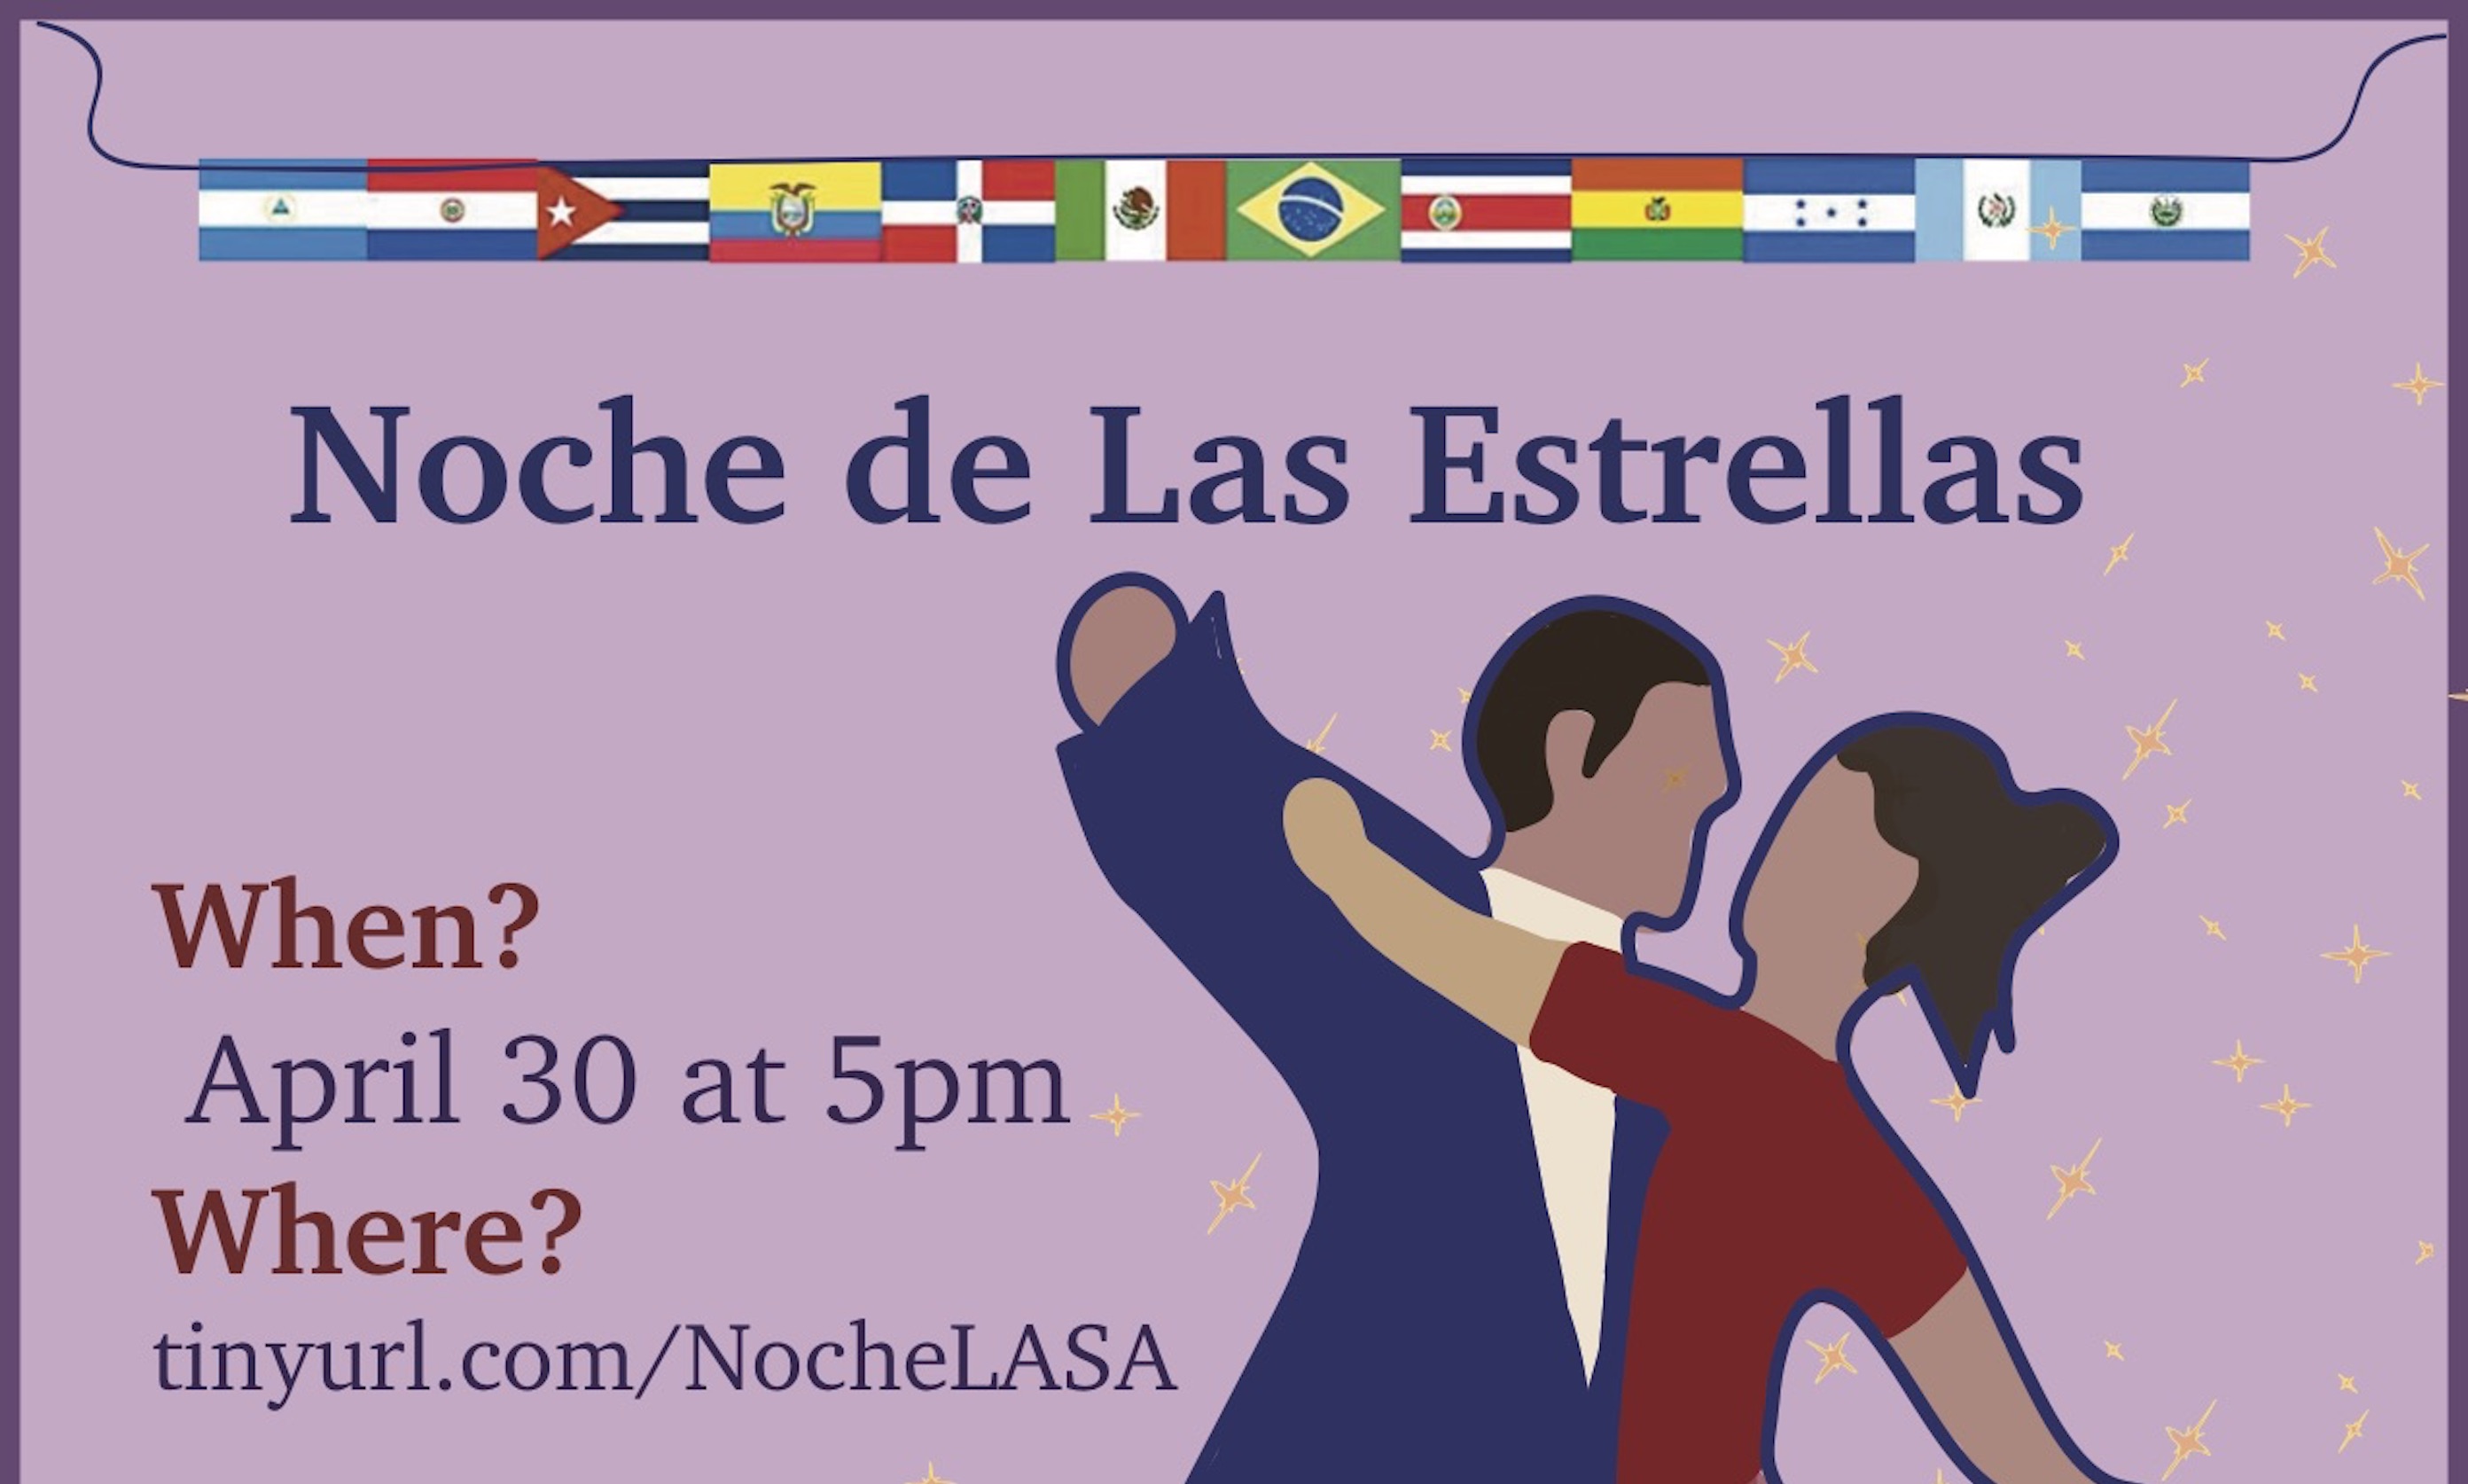 Noche de Las Estrellas
When?
April 30 at 5pm
Where?
tinyurl.com/NocheLASA